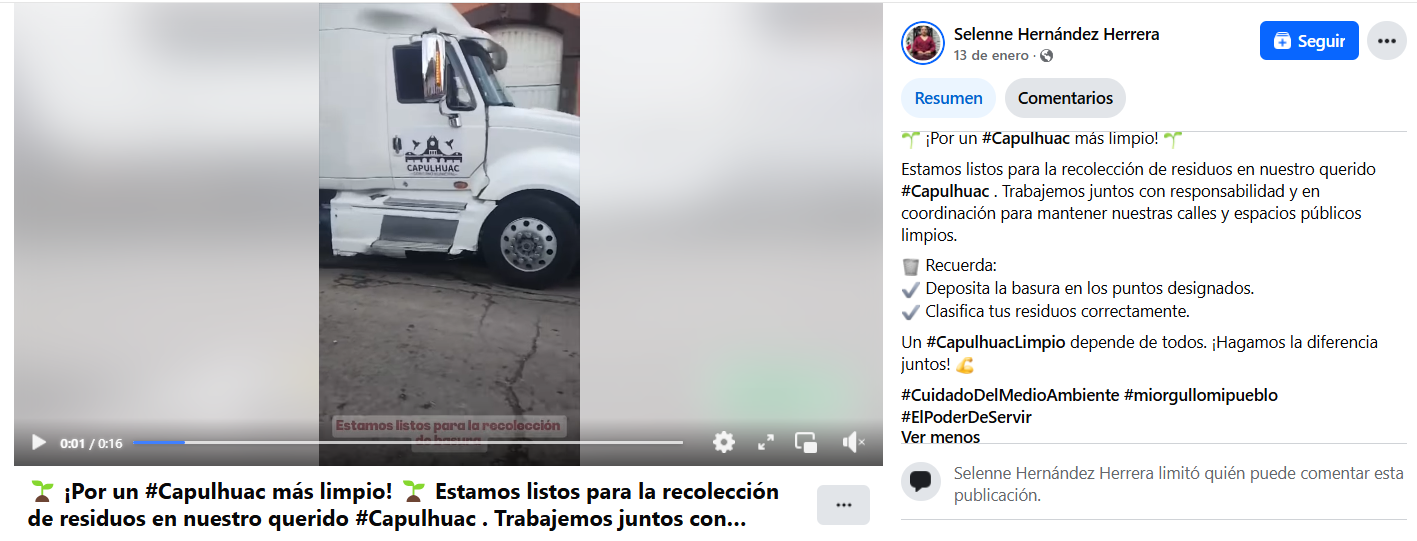 CAPULHUAC
Estamos listos para la recolección
de basura
0:01 / 0:16
🌱 ¡Por un #Capulhuac más limpio! 🌱 Estamos listos para la recolección
de residuos en nuestro querido #Capulhuac . Trabajemos juntos con...
Selenne Hernández Herrera
13 de enero ·
Seguir
Resumen
Comentarios
🌱 ¡Por un #Capulhuac más limpio! 🌱
Estamos listos para la recolección de residuos en nuestro querido
#Capulhuac . Trabajemos juntos con responsabilidad y en
coordinación para mantener nuestras calles y espacios públicos
limpios.
🗑️ Recuerda:
✔️ Deposita la basura en los puntos designados.
✔️ Clasifica tus residuos correctamente.
Un #CapulhuacLimpio depende de todos. ¡Hagamos la diferencia
juntos! 💪
#CuidadoDelMedioAmbiente #miorgullomipueblo
#ElPoderDeServir
Ver menos
Selenne Hernández Herrera limitó quién puede comentar esta
publicación.